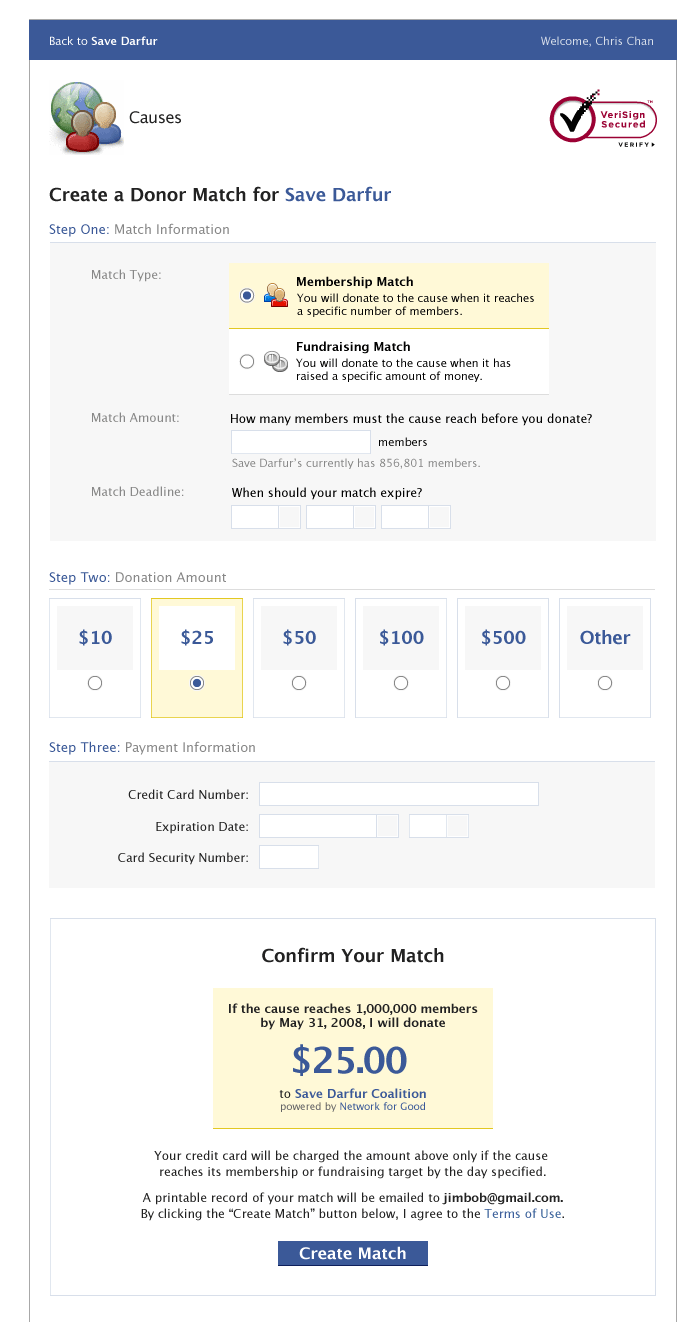 Back to Save Darfur
Welcome, Chris Chan
Causes
VeriSign
Secured
™
VERIFY
Create a Donor Match for Save Darfur
Step One: Match Information
Match Type:
Membership Match
You will donate to the cause when it reaches
a specific number of members.
Fundraising Match
You will donate to the cause when it has
raised a specific amount of money.
Match Amount:
How many members must the cause reach before you donate?
members
Save Darfur's currently has 856,801 members.
Match Deadline:
When should your match expire?
Step Two: Donation Amount
$10
$25
$50
$100
$500
Other
Step Three: Payment Information
Credit Card Number:
Expiration Date:
Card Security Number:
Confirm Your Match
If the cause reaches 1,000,000 members
by May 31, 2008, I will donate
$25.00
to Save Darfur Coalition
powered by Network for Good
Your credit card will be charged the amount above only if the cause
reaches its membership or fundraising target by the day specified.
A printable record of your match will be emailed to jimbob@gmail.com.
By clicking the “Create Match” button below, I agree to the Terms of Use.
Create Match